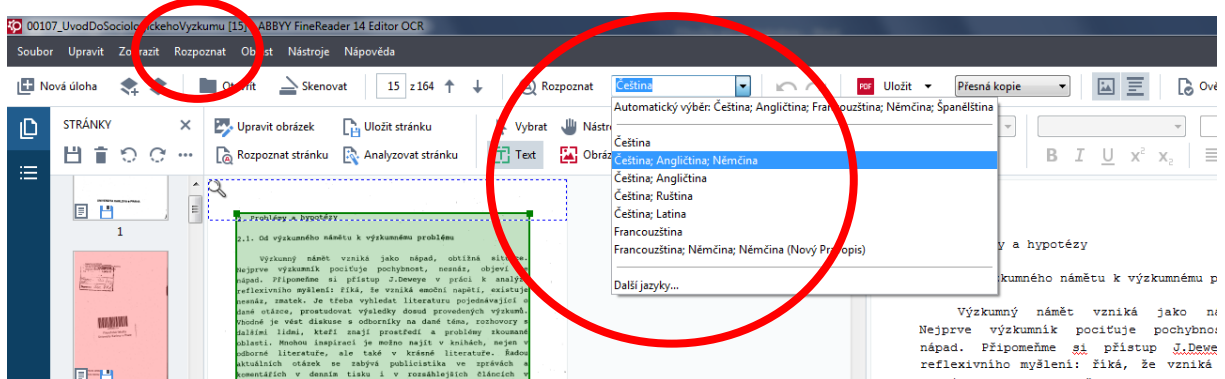 00107_UvodDoSociologickehoVyzkumu [15] - ABBYY FineReader 14 Editor OCR
Soubor Upravit Zobrazit Rozpoznat Oblast Nástroje Nápověda
Nová úloha Otevřít Skenovat 15 z 164 Rozpoznat Čeština PDF Uložit Přesná kopie
Automatický výběr: Čeština; Angličtina; Francouzština; Němčina; Španělština
Čeština
Čeština; Angličtina; Němčina
Čeština; Angličtina
Čeština; Ruština
Čeština; Latina
Francouzština
Francouzština; Němčina; Němčina (Nový Pravopis)
Další jazyky...
STRÁNKY Upravit obrázek Uložit stránku Vybrat
Rozpoznat stránku Analyzovat stránku Text B I U x² x₂
1
2. Problémy a hypotézy
2.1. Od výzkumného námětu k výzkumnému problému
Výzkumný námět vzniká jako nápad, obtížná situace.
Nejprve výzkumník pociťuje pochybnost, nesnáz, objeví
nápad. Připomeňme si přístup J.Deweye v práci k analýze
reflexivního myšlení: říká, že vzniká emoční napětí, existuje
nesnáz, zmatek. Je třeba vyhledat literaturu pojednávající o
dané otázce, prostudovat výsledky dosud provedených výzkumů.
Vhodné je vést diskuse s odborníky na dané téma, rozhovory s
dalšími lidmi, kteří znají prostředí a problémy zkoumané
oblasti. Mnohou inspiraci je možno najít v knihách, nejen v
odborné literatuře, ale také v krásné literatuře. Řadou
aktuálních otázek se zabývá publicistika ve zprávách a
komentářích v denním tisku i v rozsáhlejších článcích v
y a hypotézy
kumného námětu k výzkumnému p
Výzkumný námět vzniká jako
Nejprve výzkumník pociťuje
nápad. Připomeňme si přístup
reflexivního myšlení: říká, že vzniká